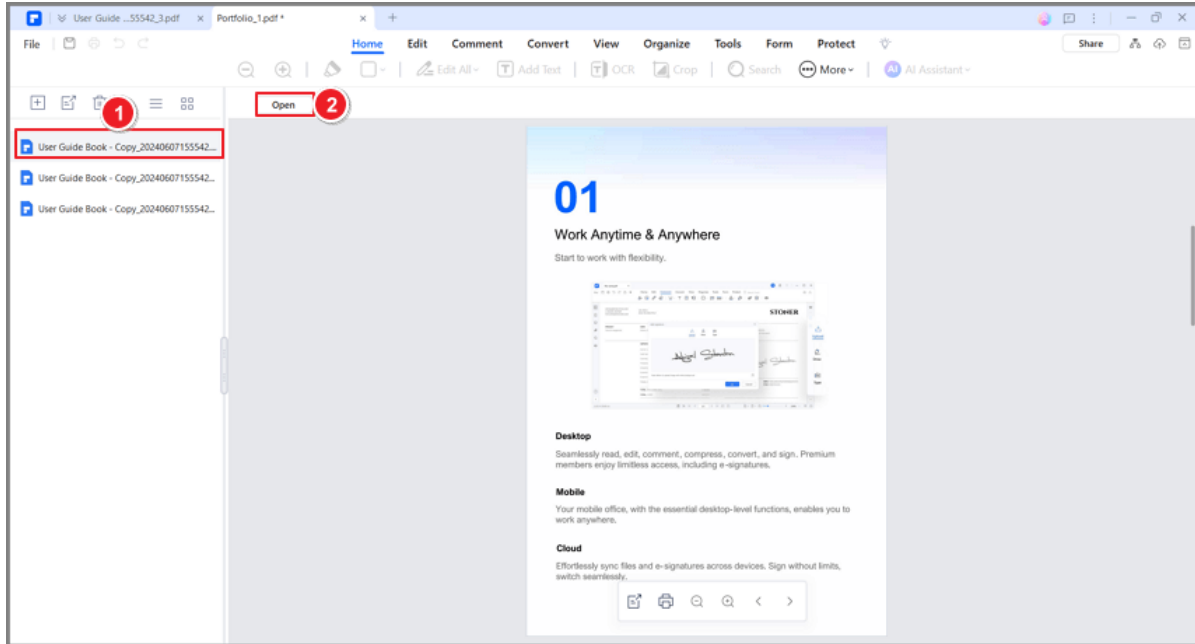 User Guide ...55542_3.pdf
Portfolio_1.pdf *
File
Home Edit Comment Convert View Organize Tools Form Protect
Share
Edit All
Add Text
OCR
Crop
Search
More
AI
AI Assistant
1
Open
2
User Guide Book - Copy_20240607155542...
User Guide Book - Copy_20240607155542...
User Guide Book - Copy_20240607155542...
01
Work Anytime & Anywhere
Start to work with flexibility.
STONER
Desktop
Seamlessly read, edit, comment, compress, convert, and sign. Premium
members enjoy limitless access, including e-signatures.
Mobile
Your mobile office, with the essential desktop-level functions, enables you to
work anywhere.
Cloud
Effortlessly sync files and e-signatures across devices. Sign without limits,
switch seamlessly.